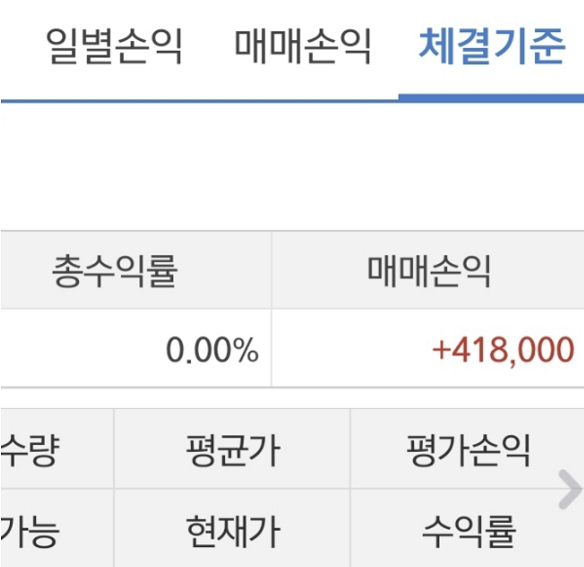 일별손익 매매손익 체결기준
총수익률 매매손익
0.00% +418,000
수량 평균가 평가손익
가능 현재가 수익률